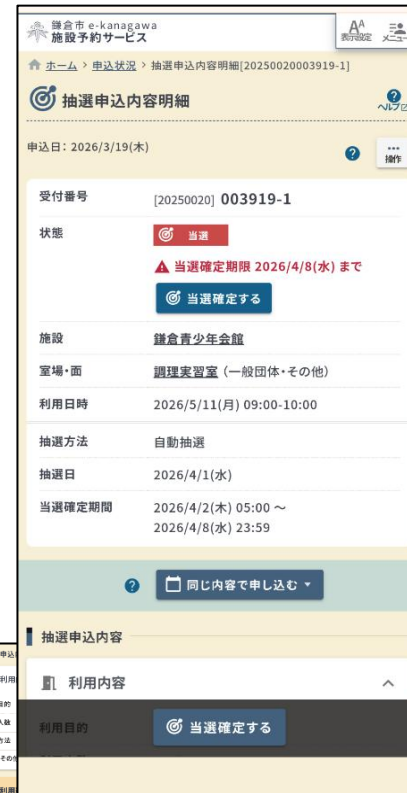 鎌倉市 e-kanagawa
施設予約サービス
AA
表示設定
メニュー
ホーム > 申込状況 > 抽選申込内容明細[20250020003919-1]
抽選申込内容明細
ヘルプ
申込日: 2026/3/19(木)
操作
受付番号 [20250020] 003919-1
状態 当選
当選確定期限 2026/4/8(水) まで
当選確定する
施設 鎌倉青少年会館
室場・面 調理実習室 (一般団体・その他)
利用日時 2026/5/11(月) 09:00-10:00
抽選方法 自動抽選
抽選日 2026/4/1(水)
当選確定期間 2026/4/2(木) 05:00 ~
2026/4/8(水) 23:59
同じ内容で申し込む
抽選申込内容
利用内容
利用目的 当選確定する